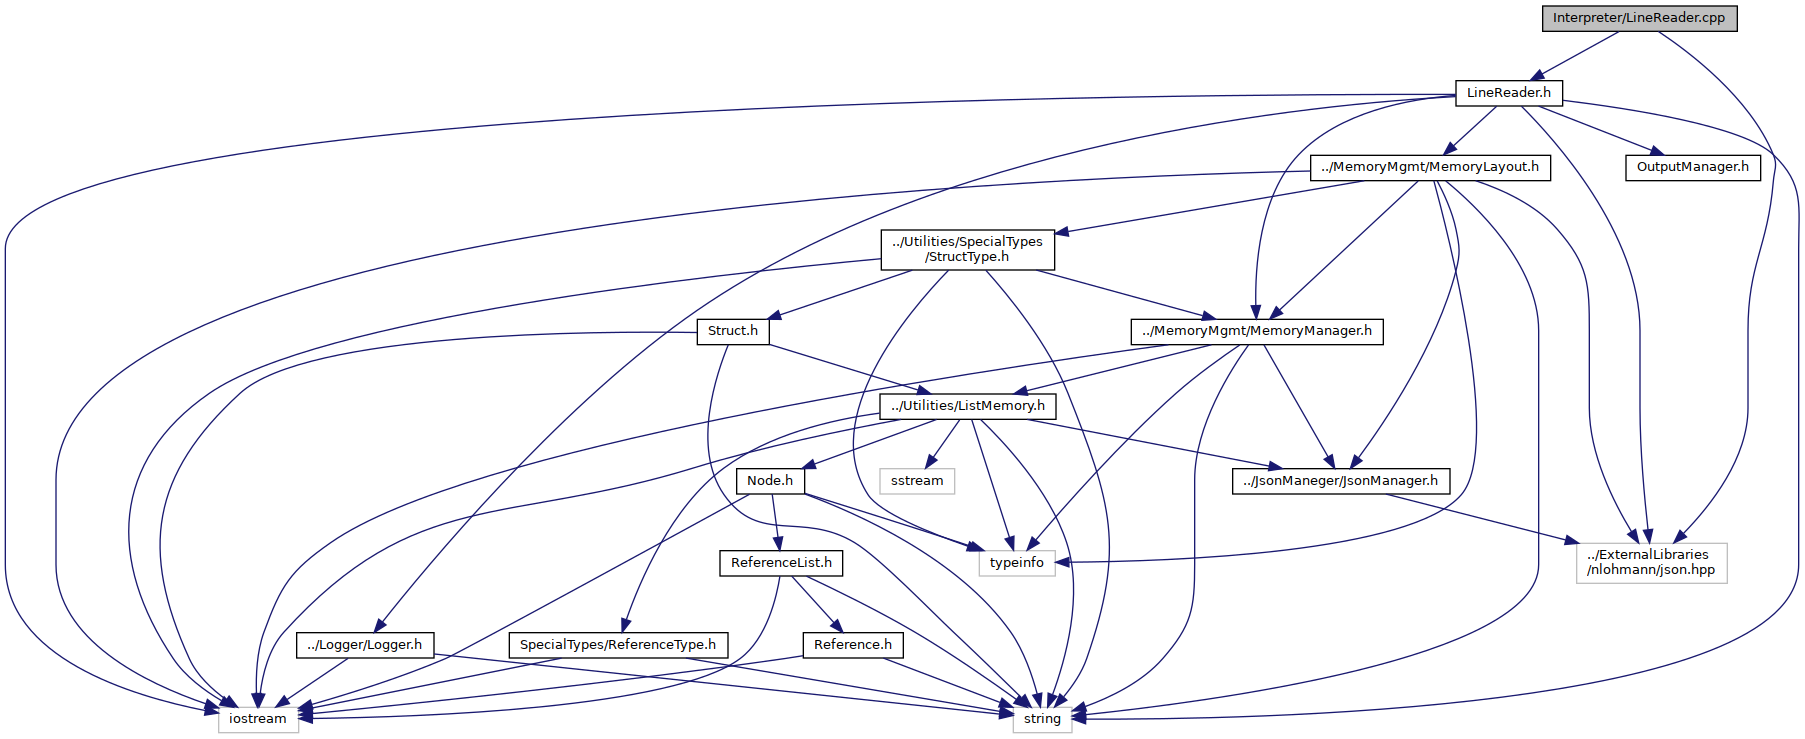 Interpreter/LineReader.cpp
LineReader.h
../MemoryMgmt/MemoryLayout.h
OutputManager.h
../Utilities/SpecialTypes
/StructType.h
Struct.h
../MemoryMgmt/MemoryManager.h
../Utilities/ListMemory.h
Node.h
sstream
../JsonManeger/JsonManager.h
ReferenceList.h
typeinfo
../ExternalLibraries
/nlohmann/json.hpp
../Logger/Logger.h
SpecialTypes/ReferenceType.h
Reference.h
iostream
string